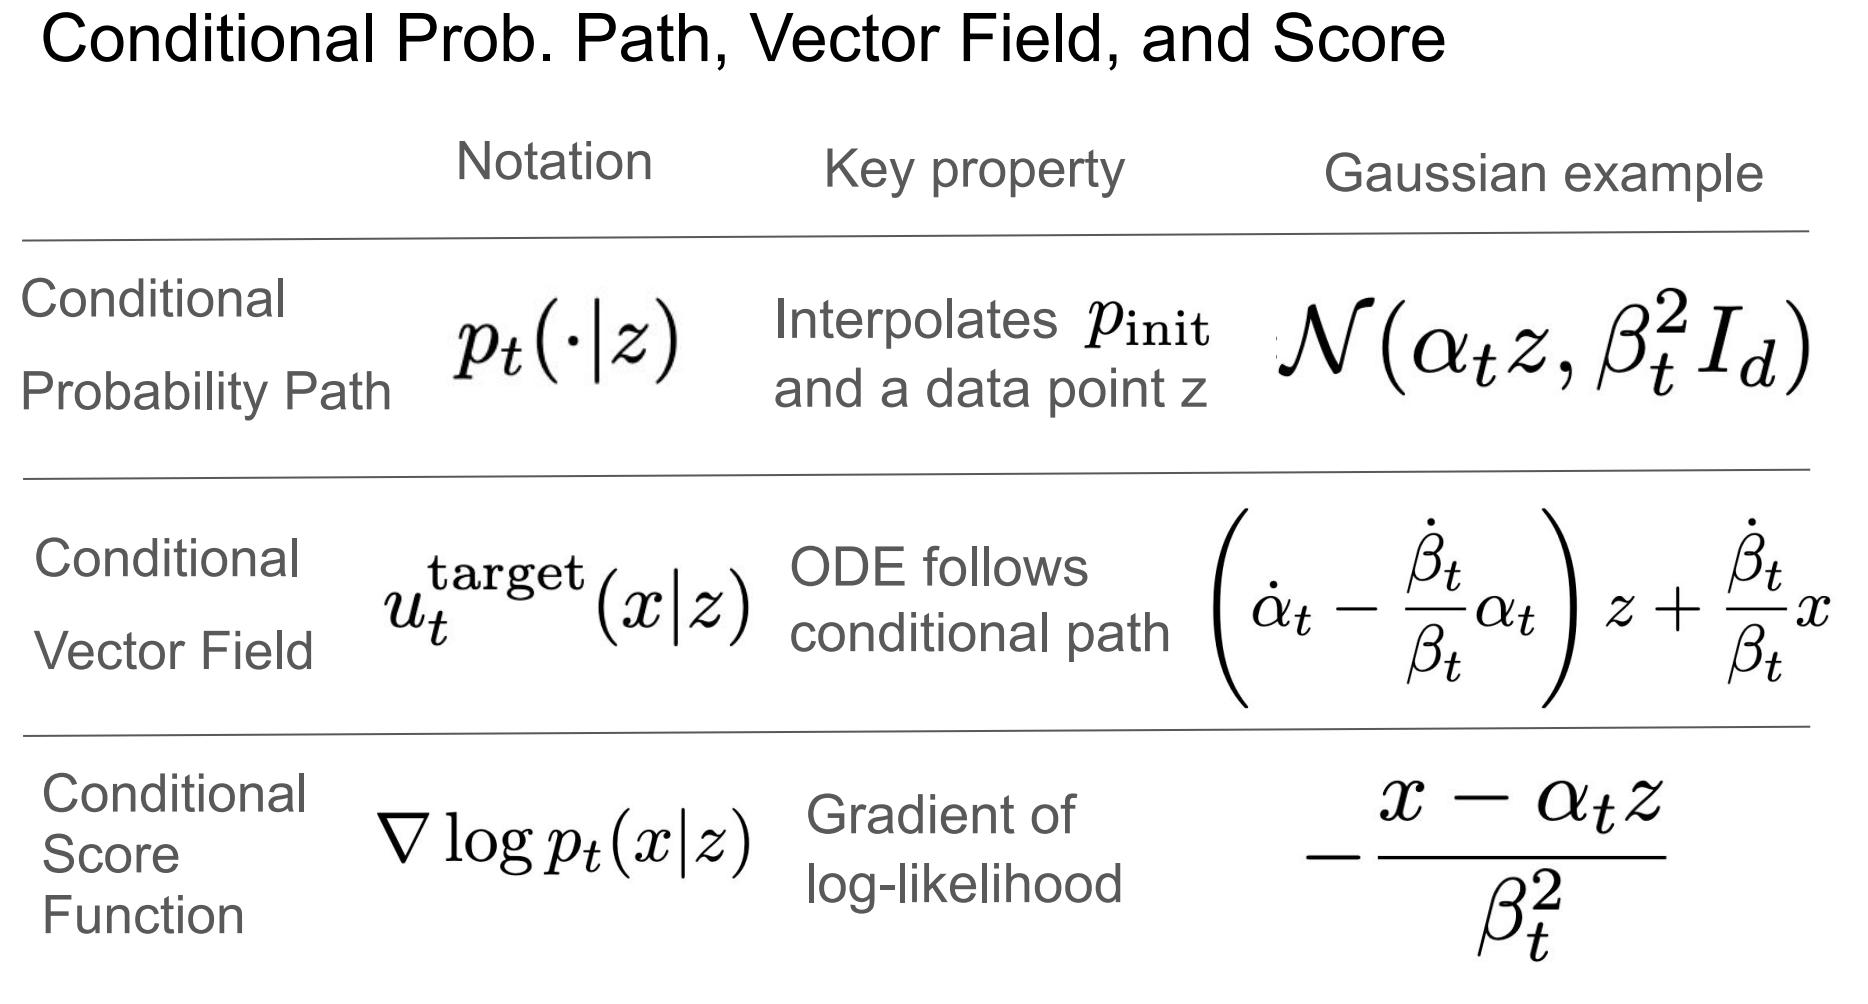 Conditional Prob. Path, Vector Field, and Score
Notation Key property Gaussian example
Conditional
Probability Path
$p_t(\cdot|z)$
Interpolates $p_{\text{init}}$
and a data point z
$\mathcal{N}(\alpha_t z, \beta_t^2 I_d)$
Conditional
Vector Field
$u_t^{\text{target}}(x|z)$
ODE follows
conditional path
$\left(\dot{\alpha}_t - \frac{\dot{\beta}_t}{\beta_t}\alpha_t\right) z + \frac{\dot{\beta}_t}{\beta_t} x$
Conditional
Score
Function
$\nabla \log p_t(x|z)$
Gradient of
log-likelihood
$-\frac{x - \alpha_t z}{\beta_t^2}$